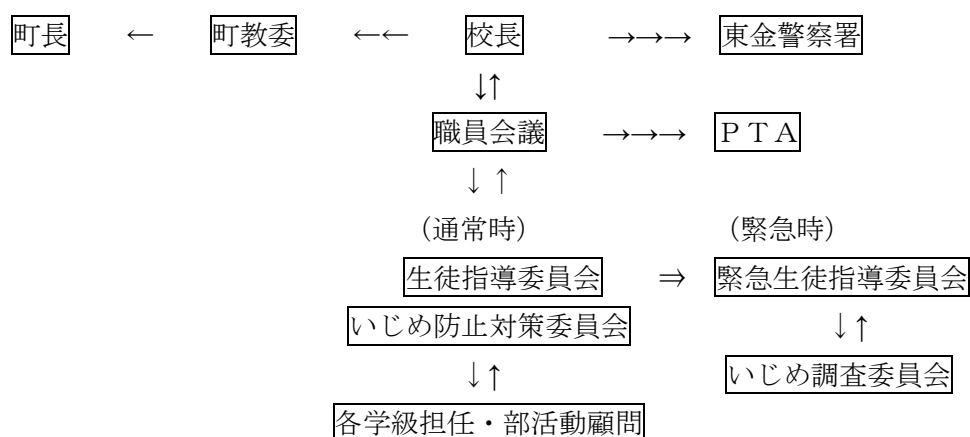 町長 ← 町教委 ←← 校長 →→→ 東金警察署
↓↑
職員会議 →→→ PTA
↓↑
(通常時) (緊急時)
生徒指導委員会 ⇒ 緊急生徒指導委員会
いじめ防止対策委員会 ↓↑
↓↑ いじめ調査委員会
各学級担任・部活動顧問